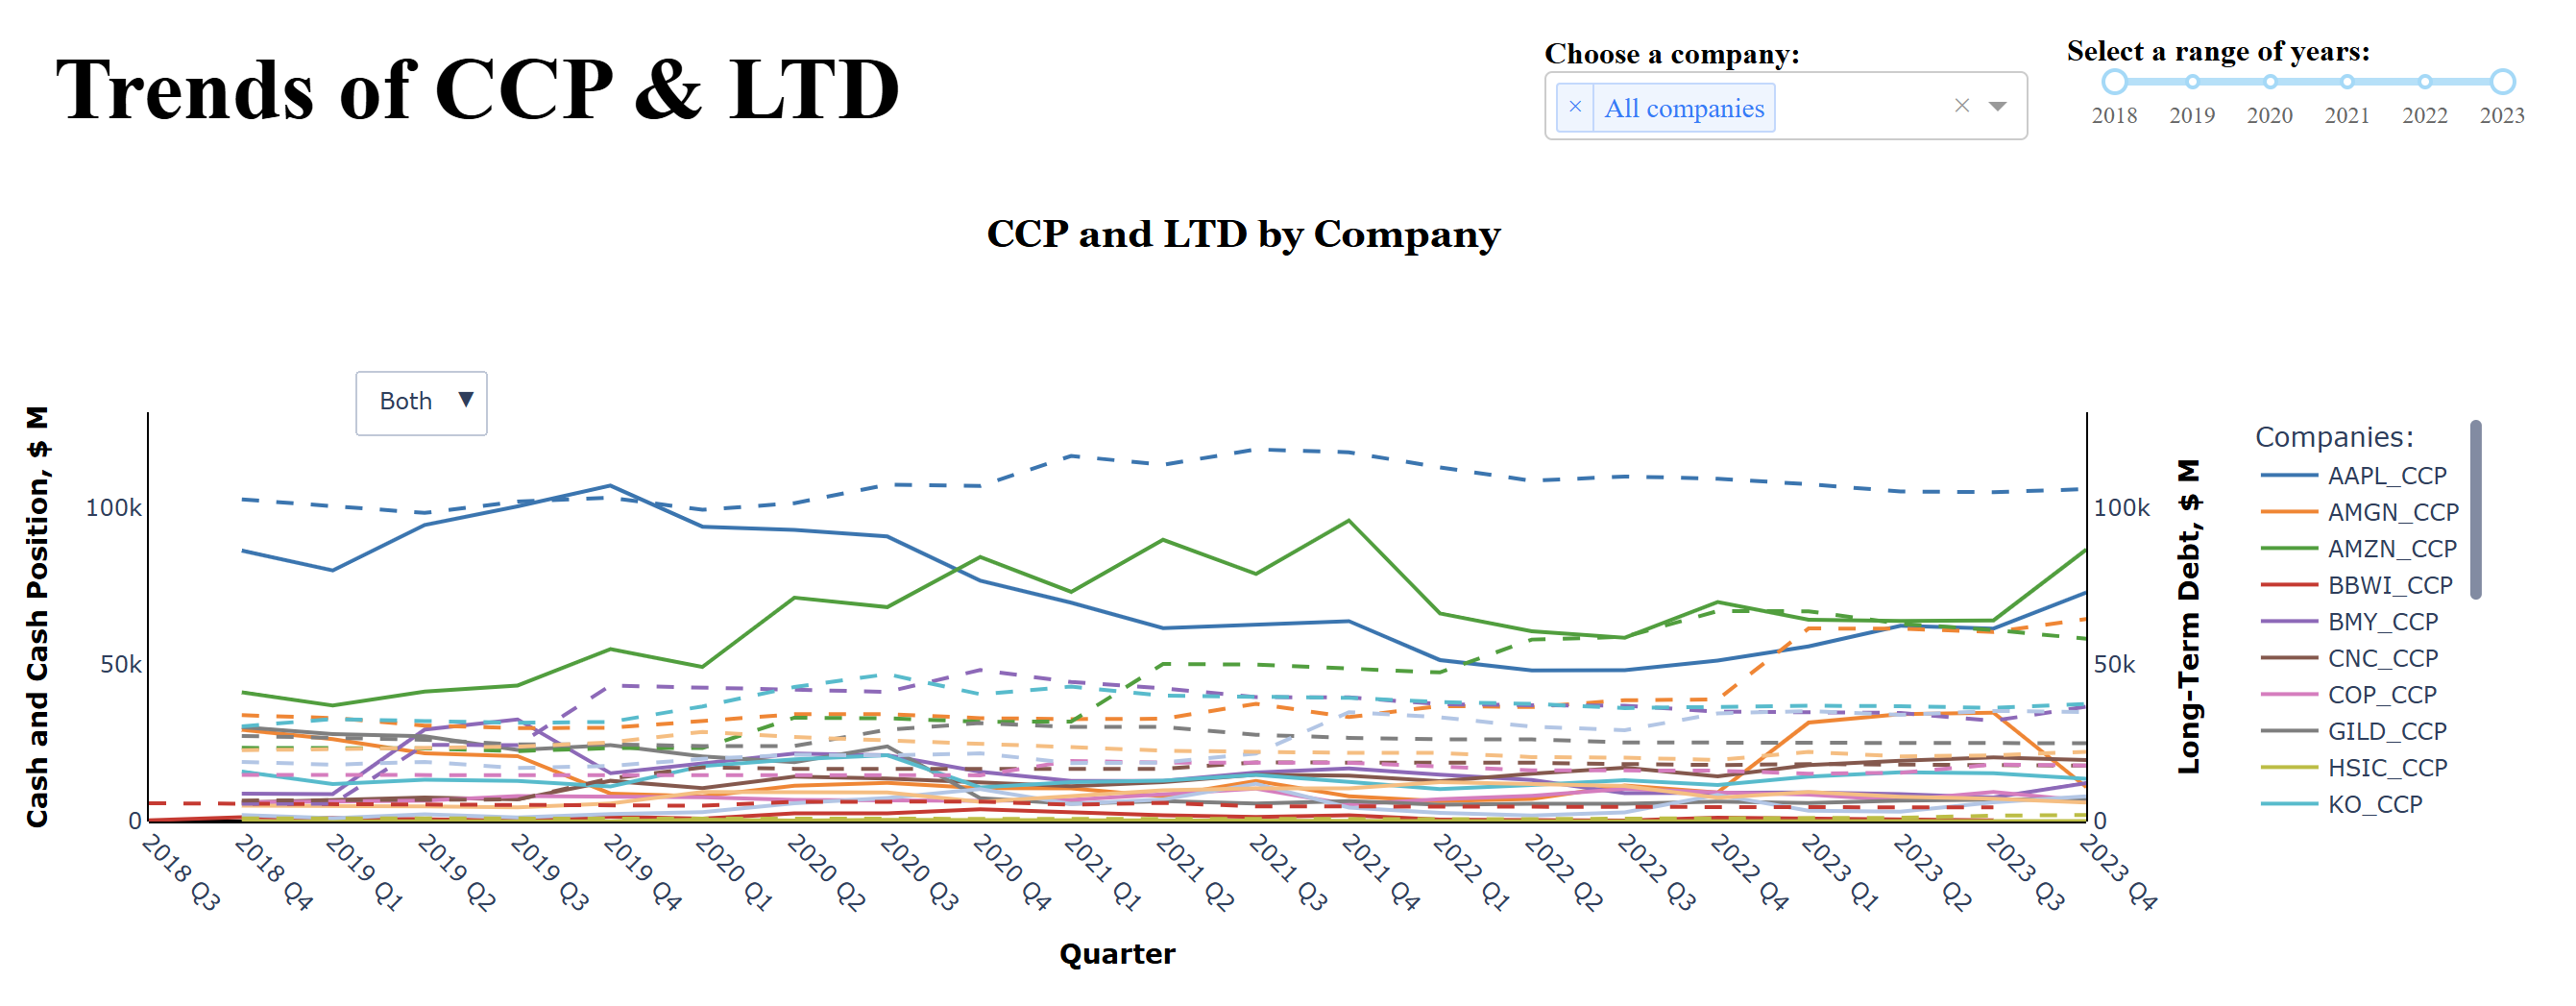 Trends of CCP & LTD
Choose a company:
× All companies
Select a range of years:
2018 2019 2020 2021 2022 2023
CCP and LTD by Company
Both
Cash and Cash Position, $ M
100k
50k
0
100k
50k
0
Long-Term Debt, $ M
2018 Q3
2018 Q4
2019 Q1
2019 Q2
2019 Q3
2019 Q4
2020 Q1
2020 Q2
2020 Q3
2020 Q4
2021 Q1
2021 Q2
2021 Q3
2021 Q4
2022 Q1
2022 Q2
2022 Q3
2022 Q4
2023 Q1
2023 Q2
2023 Q3
2023 Q4
Quarter
Companies:
AAPL_CCP
AMGN_CCP
AMZN_CCP
BBWI_CCP
BMY_CCP
CNC_CCP
COP_CCP
GILD_CCP
HSIC_CCP
KO_CCP